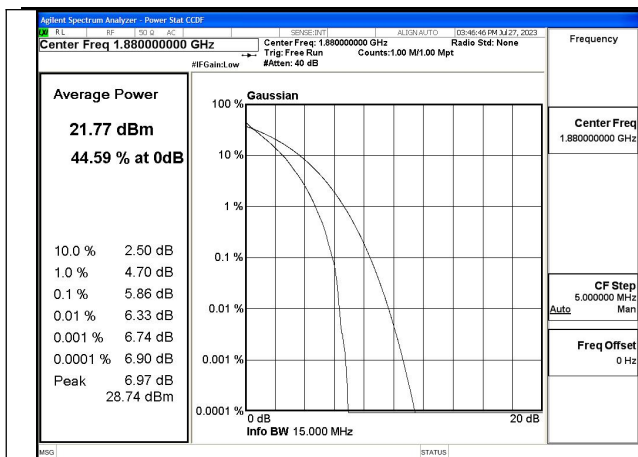 Agilent Spectrum Analyzer - Power Stat CCDF
LXI RL RF 50 Ω AC SENSE:INT ALIGN AUTO 03:46:46 PM Jul 27, 2023
Center Freq 1.880000000 GHz
Center Freq: 1.880000000 GHz Radio Std: None
Trig: Free Run Counts:1.00 M/1.00 Mpt
#IFGain:Low #Atten: 40 dB
Frequency
Average Power
21.77 dBm
44.59 % at 0dB
10.0 % 2.50 dB
1.0 % 4.70 dB
0.1 % 5.86 dB
0.01 % 6.33 dB
0.001 % 6.74 dB
0.0001 % 6.90 dB
Peak 6.97 dB
28.74 dBm
Gaussian
100 %
10 %
1 %
0.1 %
0.01 %
0.001 %
0.0001 %
0 dB 20 dB
Info BW 15.000 MHz
Center Freq
1.880000000 GHz
CF Step
5.000000 MHz
Auto Man
Freq Offset
0 Hz
MSG STATUS